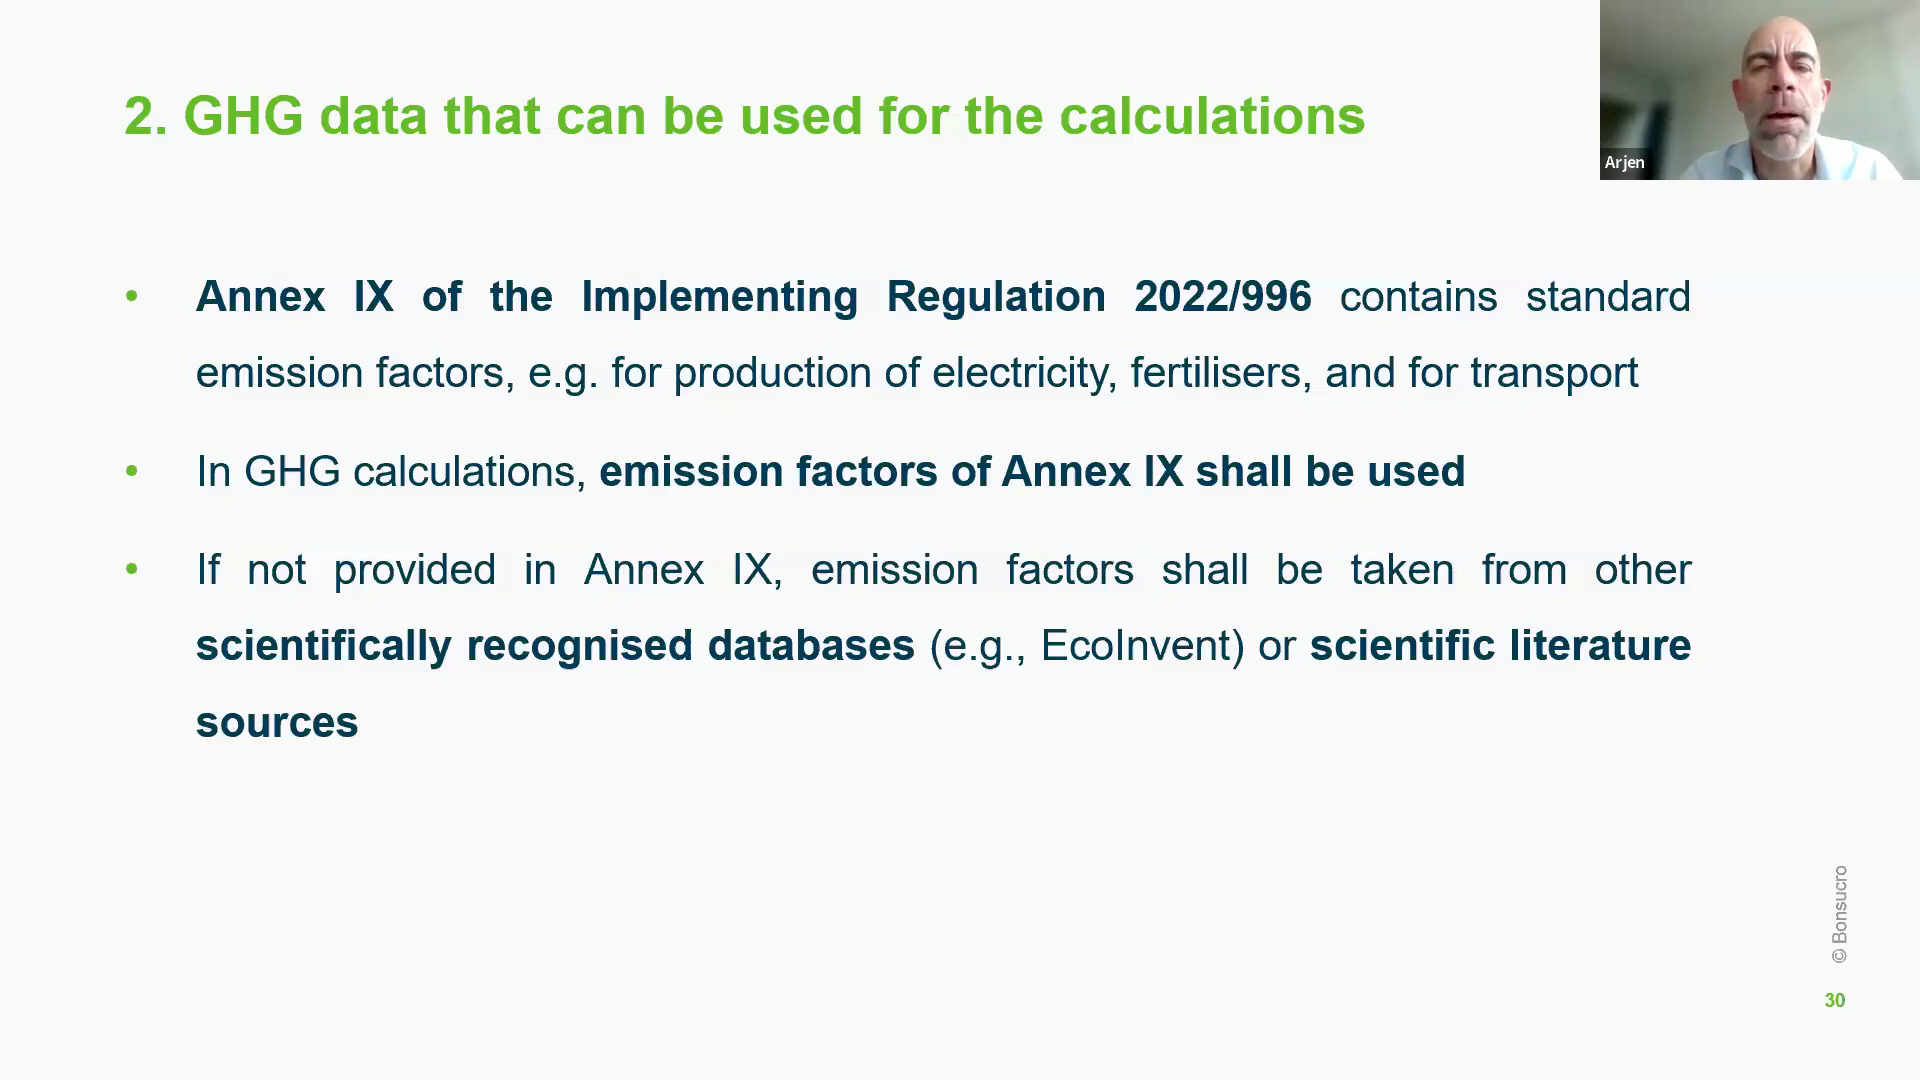 2. GHG data that can be used for the calculations
Arjen
• Annex IX of the Implementing Regulation 2022/996 contains standard
emission factors, e.g. for production of electricity, fertilisers, and for transport
• In GHG calculations, emission factors of Annex IX shall be used
• If not provided in Annex IX, emission factors shall be taken from other
scientifically recognised databases (e.g., EcoInvent) or scientific literature
sources
© Bonsucro
30